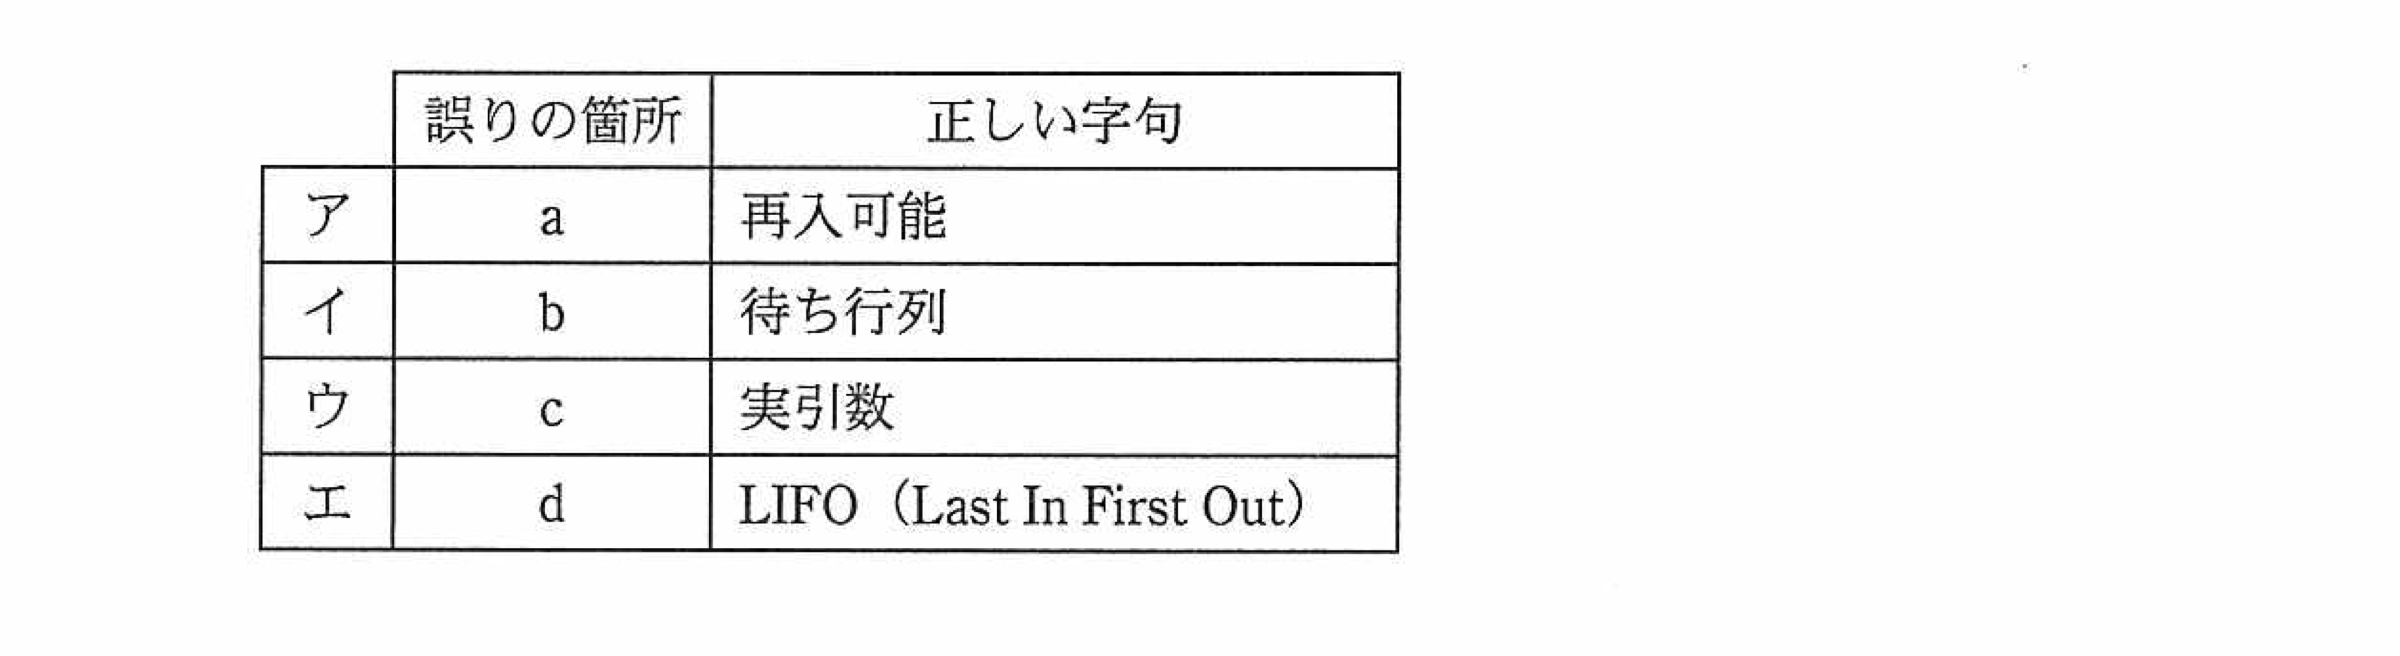 誤りの箇所 正しい字句
ア a 再入可能
イ b 待ち行列
ウ c 実引数
エ d LIFO（Last In First Out）